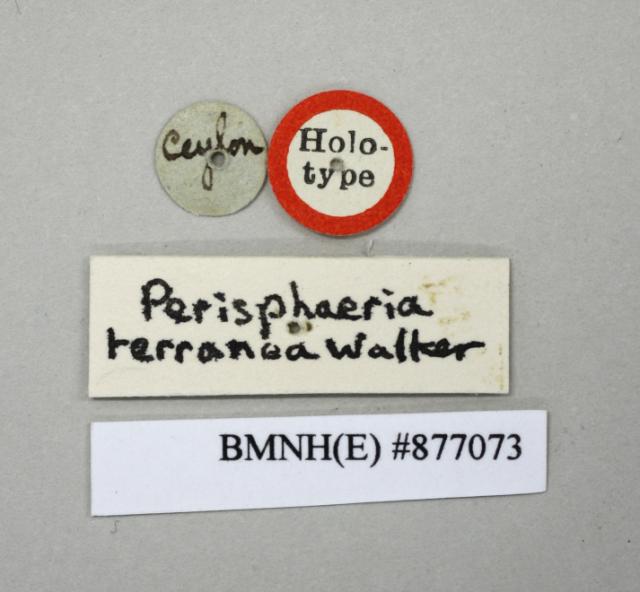 Ceylon
Holo-
type
Perisphaeria
terranea Walker
BMNH(E) #877073